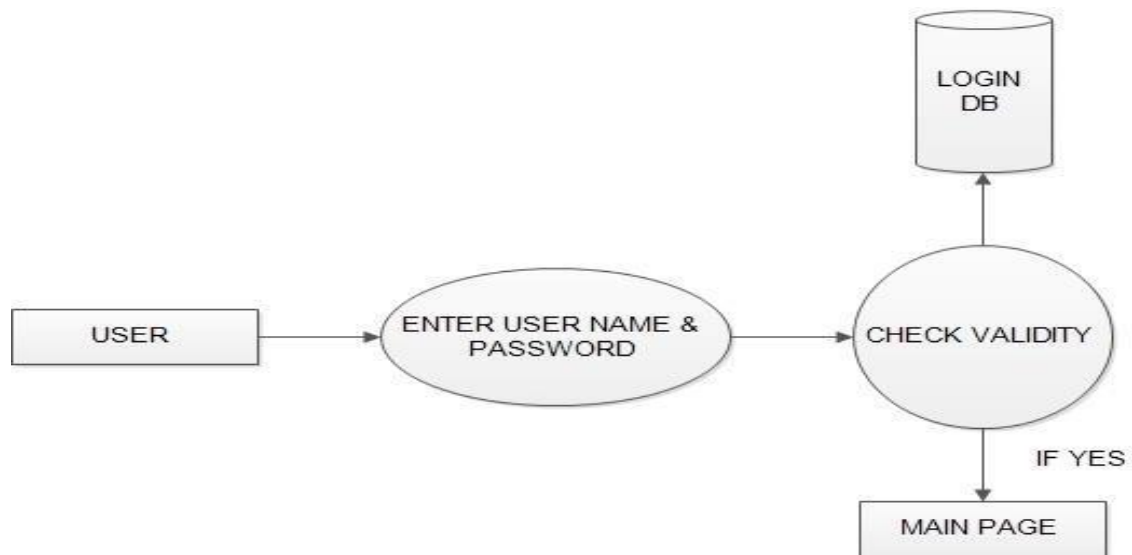 LOGIN
DB
USER
ENTER USER NAME &
PASSWORD
CHECK VALIDITY
IF YES
MAIN PAGE